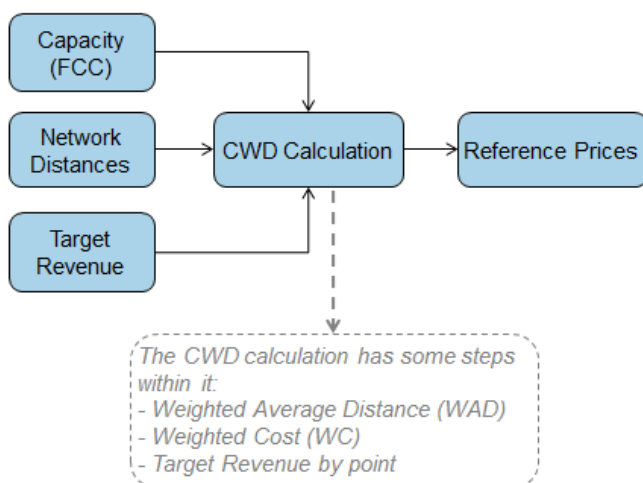 Capacity
(FCC)
Network
Distances
CWD Calculation
Reference Prices
Target
Revenue
The CWD calculation has some steps
within it:
- Weighted Average Distance (WAD)
- Weighted Cost (WC)
- Target Revenue by point